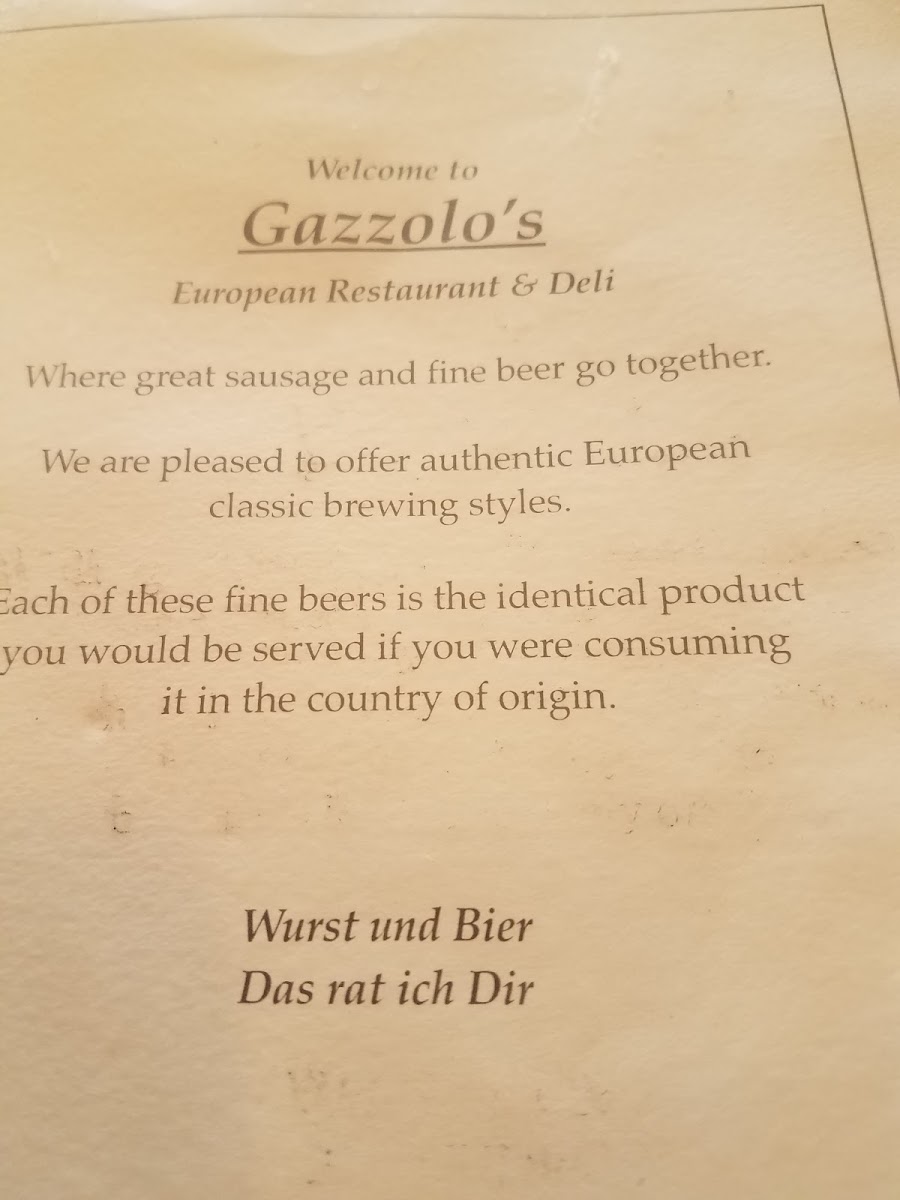 Welcome to
Gazzolo's
European Restaurant & Deli
Where great sausage and fine beer go together.
We are pleased to offer authentic European
classic brewing styles.
Each of these fine beers is the identical product
you would be served if you were consuming
it in the country of origin.
Wurst und Bier
Das rat ich Dir